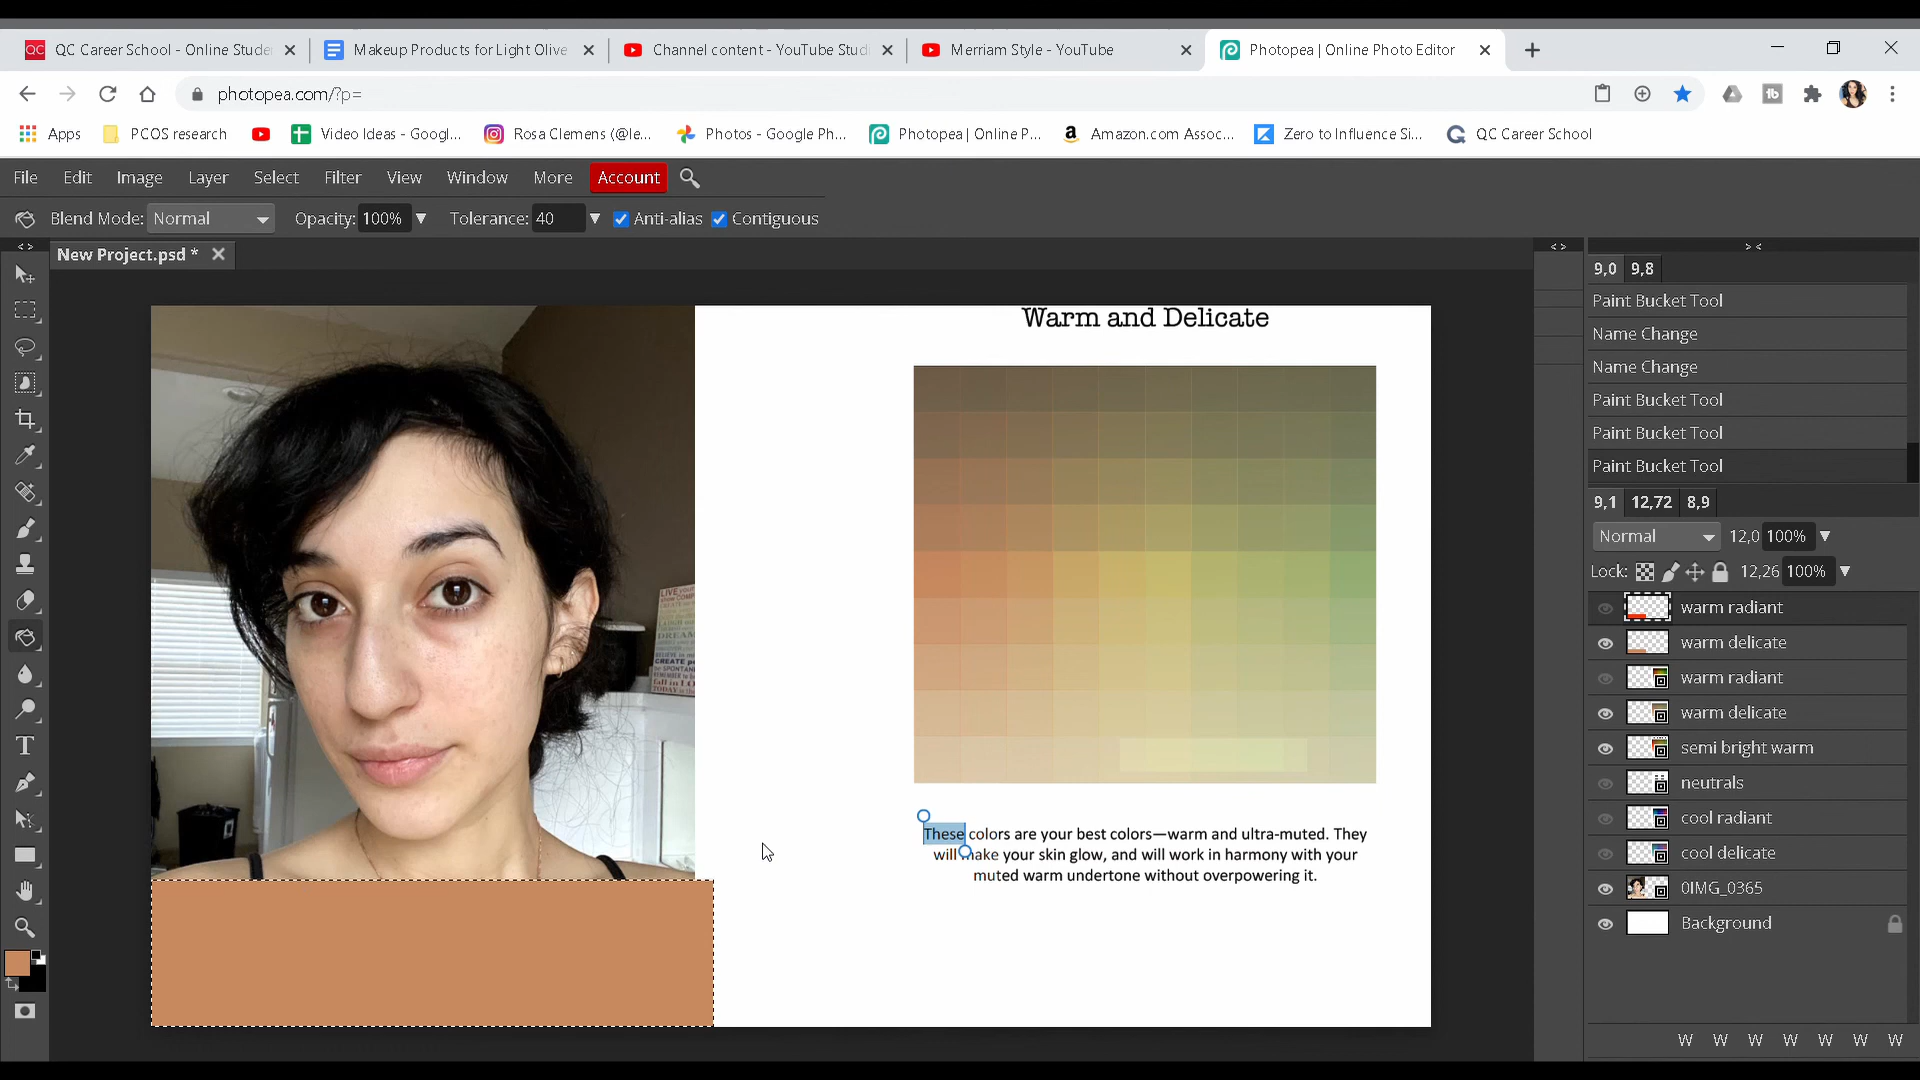 QC Career School - Online Stude
Makeup Products for Light Olive
Channel content - YouTube Studi
Merriam Style - YouTube
Photopea | Online Photo Editor
photopea.com/?p=
Apps
PCOS research
Video Ideas - Googl...
Rosa Clemens (@le...
Photos - Google Ph...
Photopea | Online P...
Amazon.com Assoc...
Zero to Influence Si...
QC Career School
File Edit Image Layer Select Filter View Window More Account
Blend Mode: Normal Opacity: 100% Tolerance: 40 Anti-alias Contiguous
New Project.psd *
9,0 9,8
Paint Bucket Tool
Name Change
Name Change
Paint Bucket Tool
Paint Bucket Tool
Paint Bucket Tool
9,1 12,72 8,9
Normal 12,0 100%
Lock: 12,26 100%
warm radiant
warm delicate
warm radiant
warm delicate
semi bright warm
neutrals
cool radiant
cool delicate
0IMG_0365
Background
W W W W W W W
Warm and Delicate
These colors are your best colors—warm and ultra-muted. They
will make your skin glow, and will work in harmony with your
muted warm undertone without overpowering it.